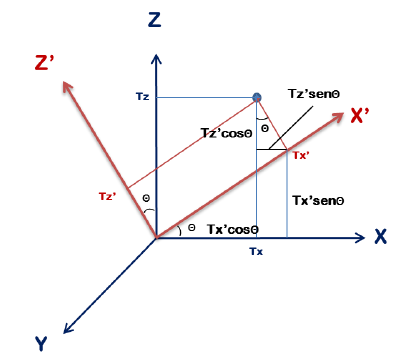 Z
Z'
Tz
Tz'senΘ
X'
Tz'cosΘ
Θ
Tx'
Tz'
Θ
Tx'senΘ
Θ
Tx'cosΘ
X
Tx
Y